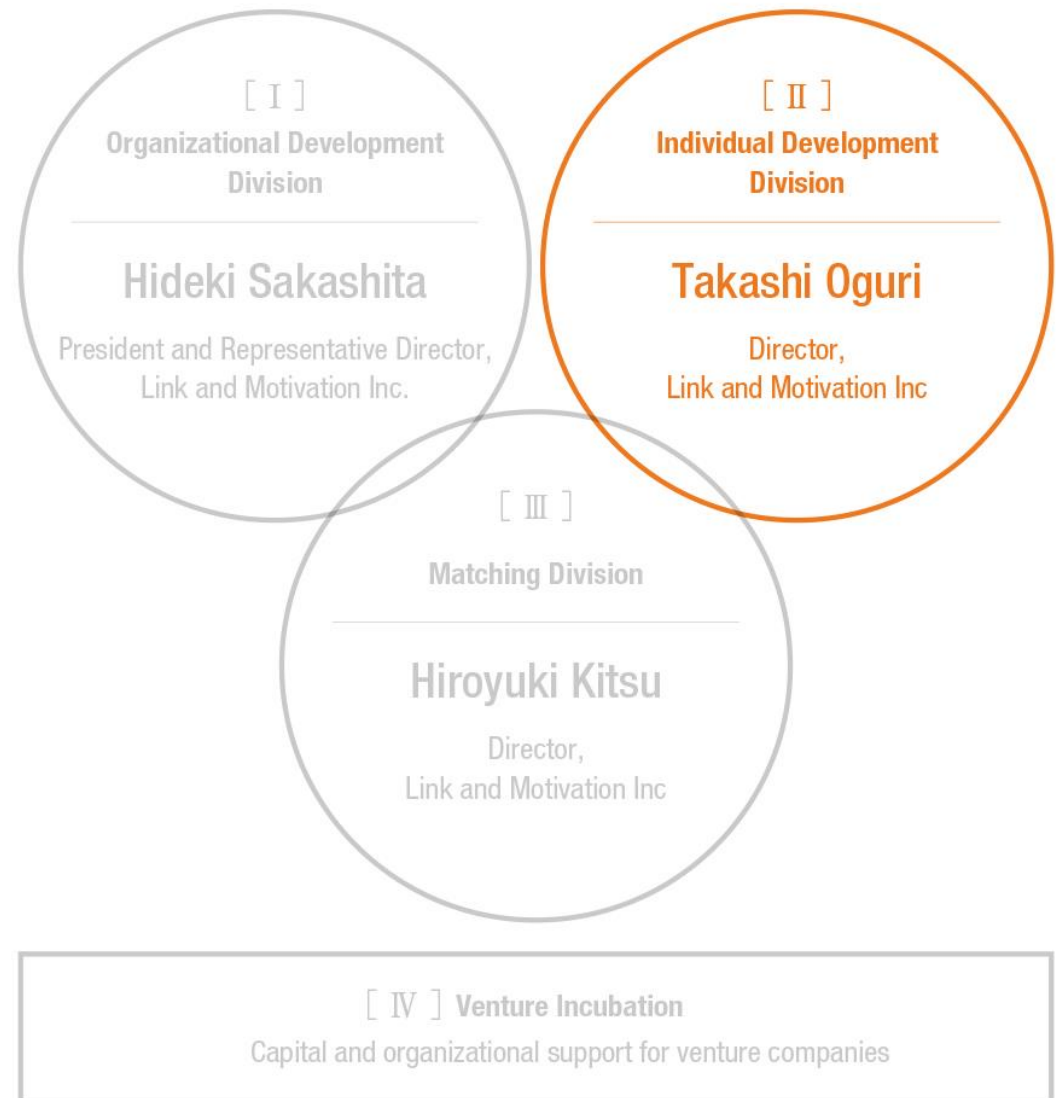 [ Ⅰ ]
Organizational Development
Division
Hideki Sakashita
President and Representative Director,
Link and Motivation Inc.
[ Ⅱ ]
Individual Development
Division
Takashi Oguri
Director,
Link and Motivation Inc
[ Ⅲ ]
Matching Division
Hiroyuki Kitsu
Director,
Link and Motivation Inc
[ Ⅳ ] Venture Incubation
Capital and organizational support for venture companies